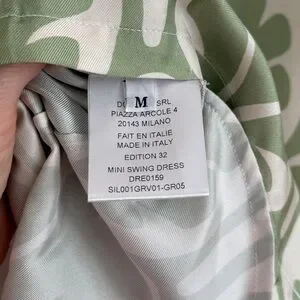 M
SRL
PIAZZA ARCOLE 4
20143 MILANO
FAIT EN ITALIE
MADE IN ITALY
EDITION 32
MINI SWING DRESS
DRE0159
SIL001GRV01-GR05